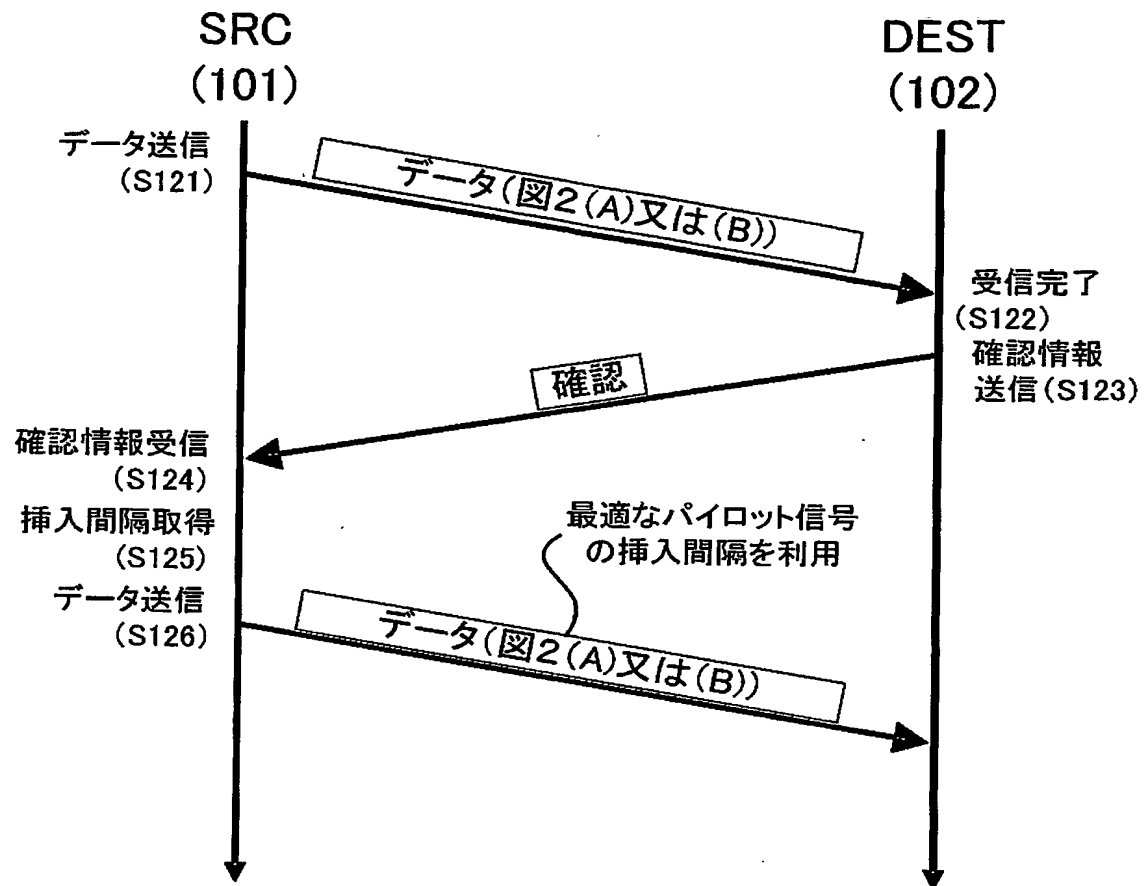 SRC
(101)
DEST
(102)
データ送信
(S121)
データ(図2(A)又は(B))
受信完了
(S122)
確認情報
送信(S123)
確認
確認情報受信
(S124)
挿入間隔取得
(S125)
最適なパイロット信号
の挿入間隔を利用
データ送信
(S126)
データ(図2(A)又は(B))